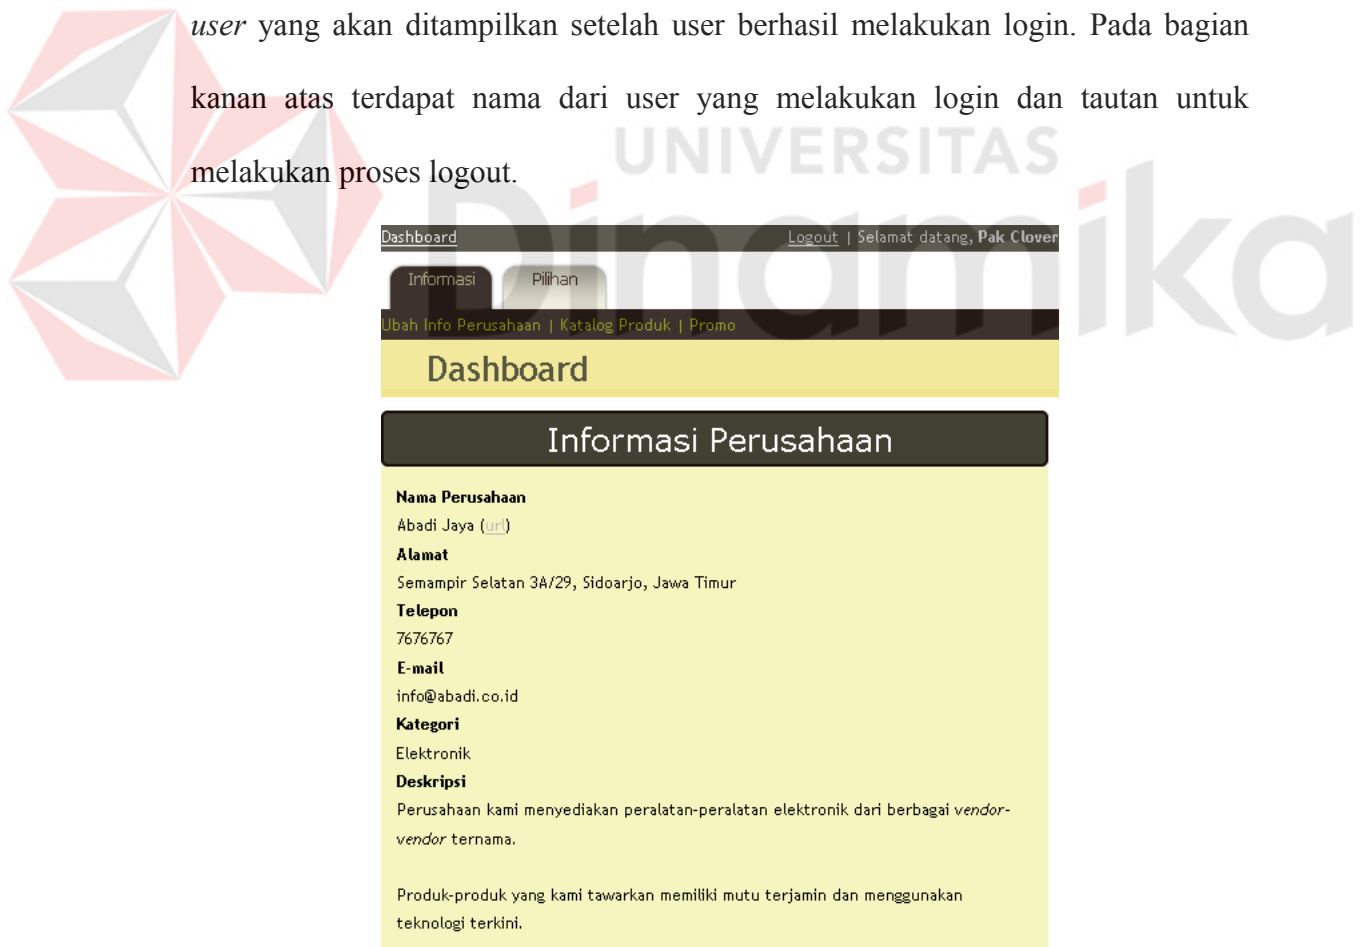 user yang akan ditampilkan setelah user berhasil melakukan login. Pada bagian
kanan atas terdapat nama dari user yang melakukan login dan tautan untuk
melakukan proses logout.
UNIVERSITAS
Dinamika
Dashboard
Logout | Selamat datang, Pak Clover
Informasi
Pilihan
Ubah Info Perusahaan | Katalog Produk | Promo
Dashboard
Informasi Perusahaan
Nama Perusahaan
Abadi Jaya (url)
Alamat
Semampir Selatan 3A/29, Sidoarjo, Jawa Timur
Telepon
7676767
E-mail
info@abadi.co.id
Kategori
Elektronik
Deskripsi
Perusahaan kami menyediakan peralatan-peralatan elektronik dari berbagai vendor-
vendor ternama.
Produk-produk yang kami tawarkan memiliki mutu terjamin dan menggunakan
teknologi terkini.